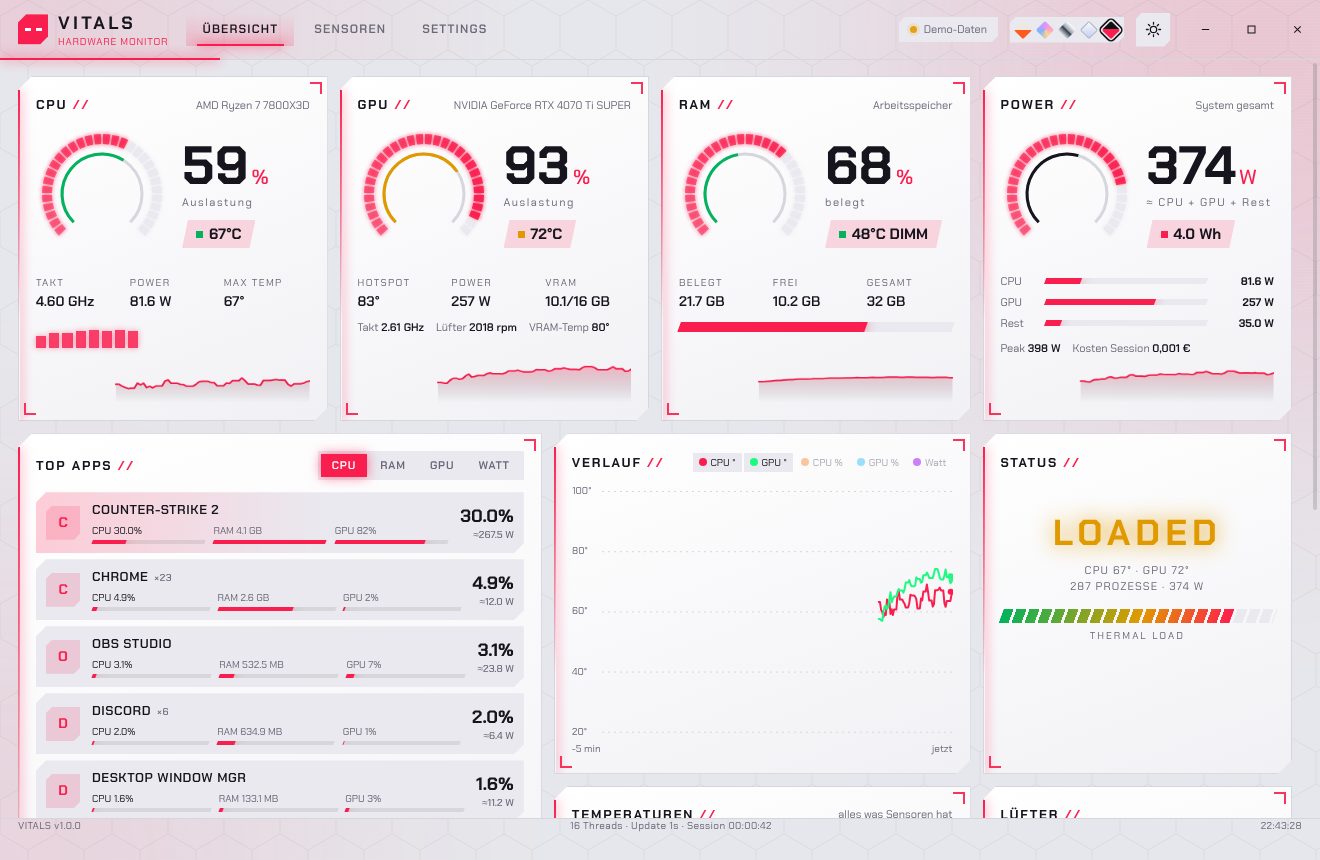 VITALS
HARDWARE MONITOR
ÜBERSICHT SENSOREN SETTINGS
Demo-Daten
CPU // AMD Ryzen 7 7800X3D
59 %
Auslastung
67°C
TAKT POWER MAX TEMP
4.60 GHz 81.6 W 67°
GPU // NVIDIA GeForce RTX 4070 Ti SUPER
93 %
Auslastung
72°C
HOTSPOT POWER VRAM
83° 257 W 10.1/16 GB
Takt 2.61 GHz Lüfter 2018 rpm VRAM-Temp 80°
RAM // Arbeitsspeicher
68 %
belegt
48°C DIMM
BELEGT FREI GESAMT
21.7 GB 10.2 GB 32 GB
POWER // System gesamt
374 W
≈ CPU + GPU + Rest
4.0 Wh
CPU 81.6 W
GPU 257 W
Rest 35.0 W
Peak 398 W Kosten Session 0,001 €
TOP APPS // CPU RAM GPU WATT
C COUNTER-STRIKE 2 30.0%
CPU 30.0% RAM 4.1 GB GPU 82% ≈267.5 W
C CHROME ×23 4.9%
CPU 4.9% RAM 2.6 GB GPU 2% ≈12.0 W
O OBS STUDIO 3.1%
CPU 3.1% RAM 532.5 MB GPU 7% ≈23.8 W
D DISCORD ×6 2.0%
CPU 2.0% RAM 634.9 MB GPU 1% ≈6.4 W
D DESKTOP WINDOW MGR 1.6%
CPU 1.6% RAM 133.1 MB GPU 3% ≈11.2 W
VERLAUF // CPU ° GPU ° CPU % GPU % Watt
100°
80°
60°
40°
20°
-5 min jetzt
STATUS //
LOADED
CPU 67° · GPU 72°
287 PROZESSE · 374 W
THERMAL LOAD
TEMPERATUREN // alles was Sensoren hat
LÜFTER //
VITALS v1.0.0 16 Threads · Update 1s · Session 00:00:42 22:43:28